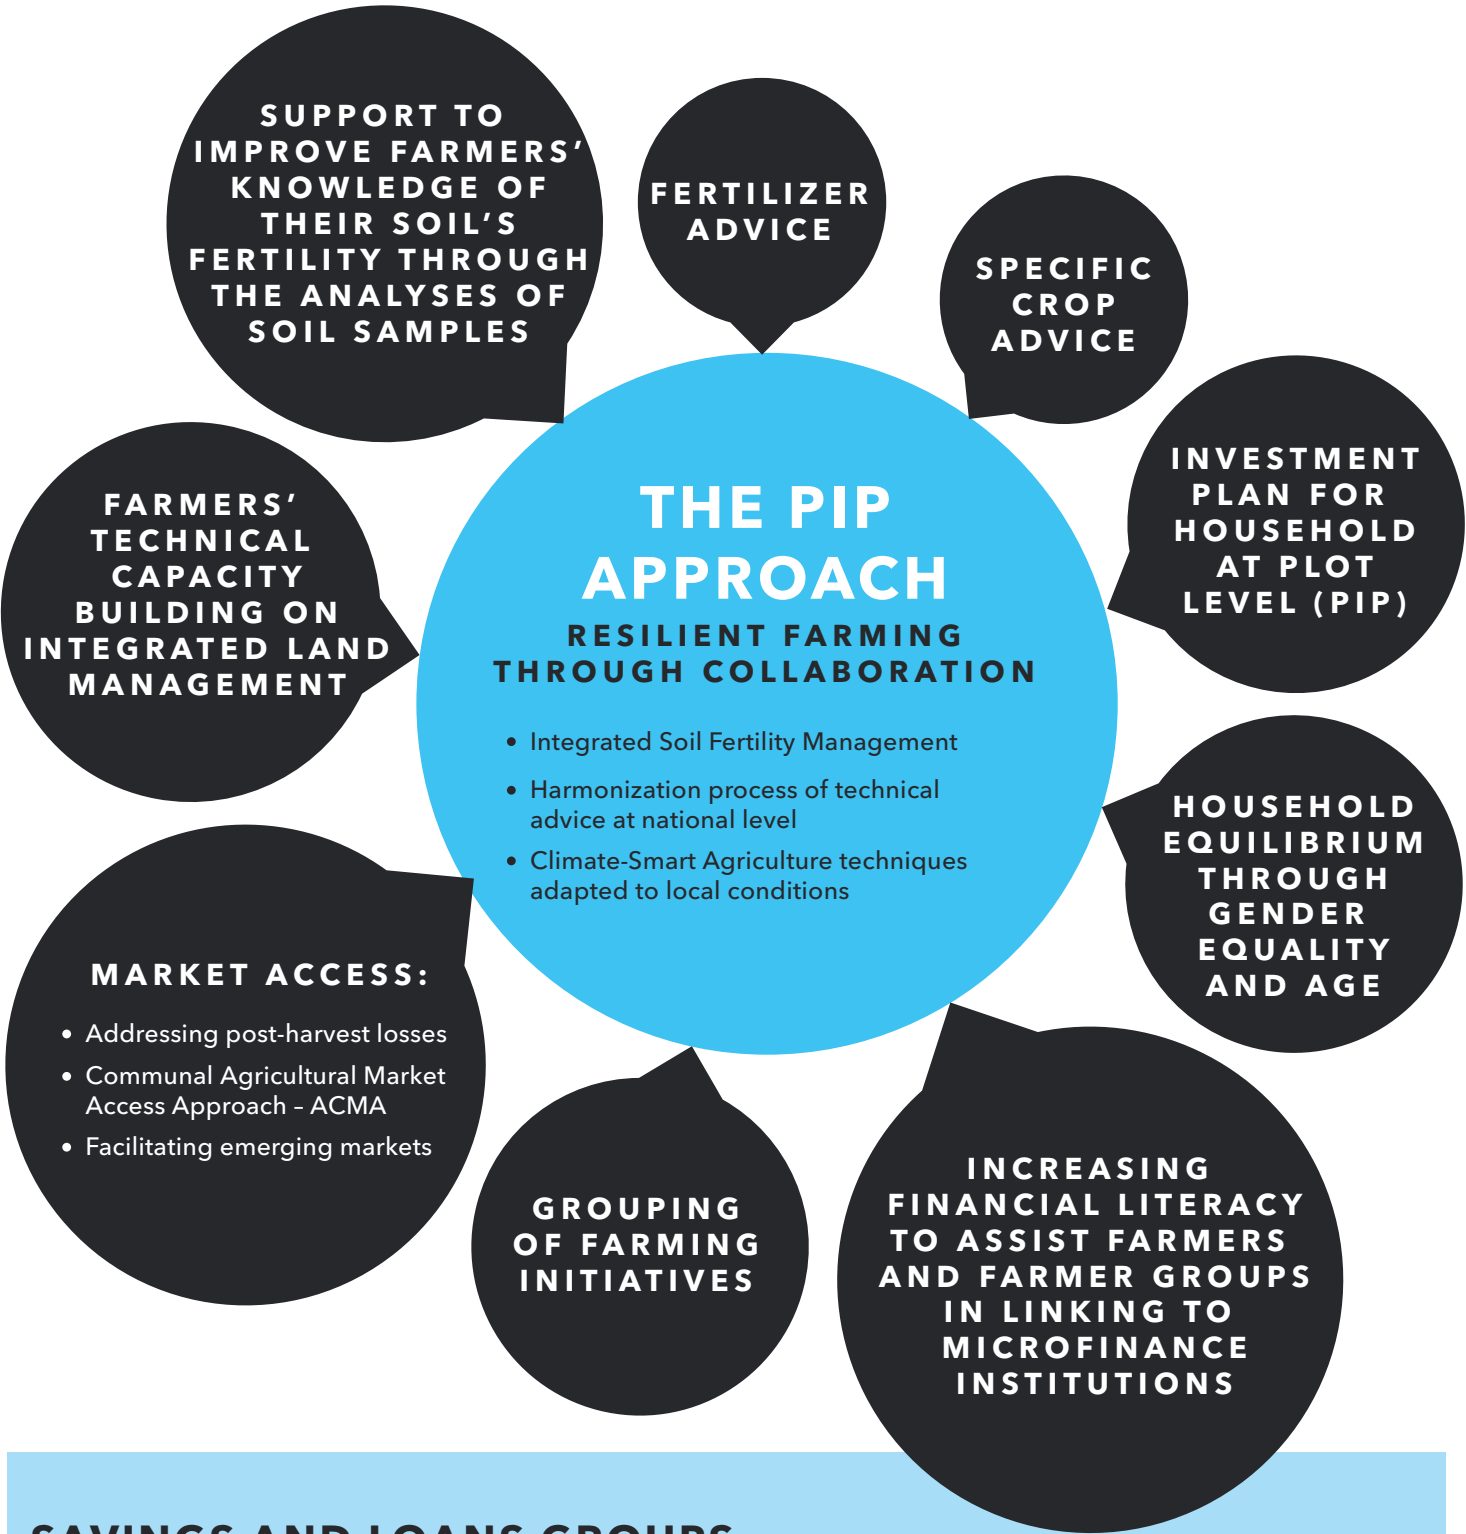 SUPPORT TO
IMPROVE FARMERS'
KNOWLEDGE OF
THEIR SOIL'S
FERTILITY THROUGH
THE ANALYSES OF
SOIL SAMPLES
FERTILIZER
ADVICE
SPECIFIC
CROP
ADVICE
INVESTMENT
PLAN FOR
HOUSEHOLD
AT PLOT
LEVEL (PIP)
FARMERS'
TECHNICAL
CAPACITY
BUILDING ON
INTEGRATED LAND
MANAGEMENT
THE PIP
APPROACH
RESILIENT FARMING
THROUGH COLLABORATION
• Integrated Soil Fertility Management
• Harmonization process of technical
advice at national level
• Climate-Smart Agriculture techniques
adapted to local conditions
HOUSEHOLD
EQUILIBRIUM
THROUGH
GENDER
EQUALITY
AND AGE
MARKET ACCESS:
• Addressing post-harvest losses
• Communal Agricultural Market
Access Approach – ACMA
• Facilitating emerging markets
GROUPING
OF FARMING
INITIATIVES
INCREASING
FINANCIAL LITERACY
TO ASSIST FARMERS
AND FARMER GROUPS
IN LINKING TO
MICROFINANCE
INSTITUTIONS
SAVINGS AND LOANS GROUPS